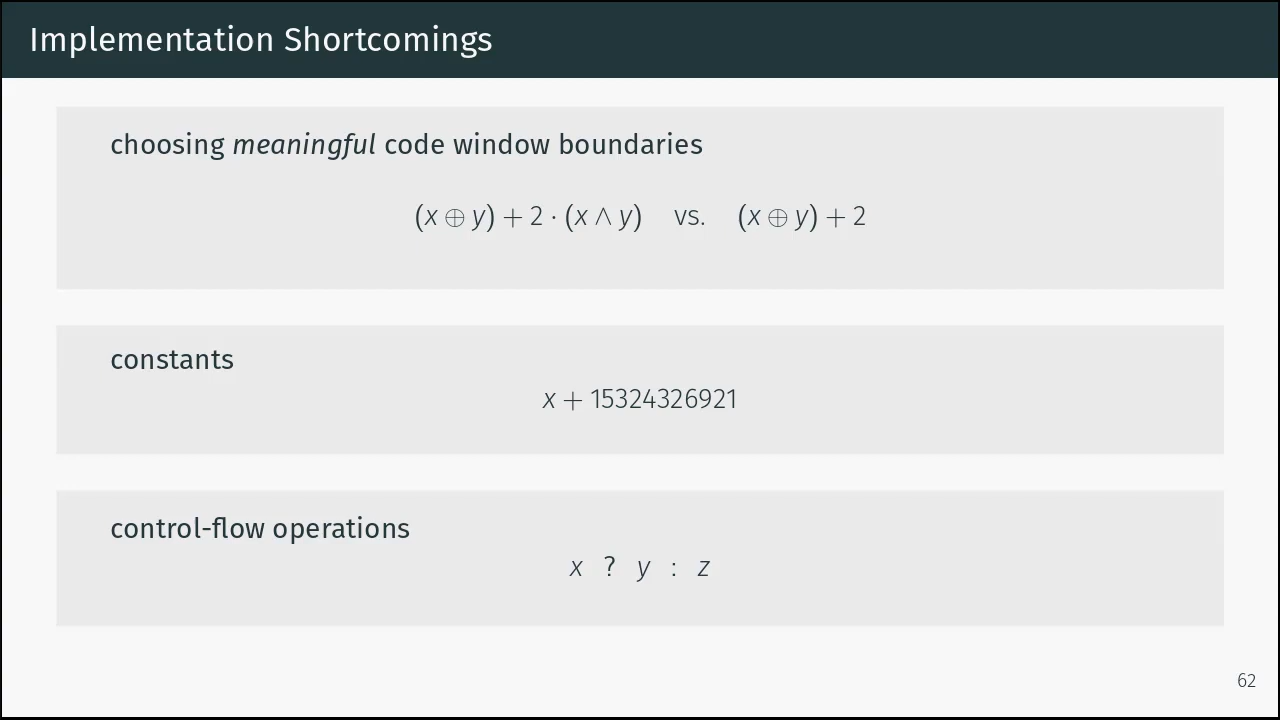 Implementation Shortcomings
choosing meaningful code window boundaries
(x ⊕ y) + 2 · (x ∧ y) vs. (x ⊕ y) + 2
constants
x + 15324326921
control-flow operations
x ? y : z
62